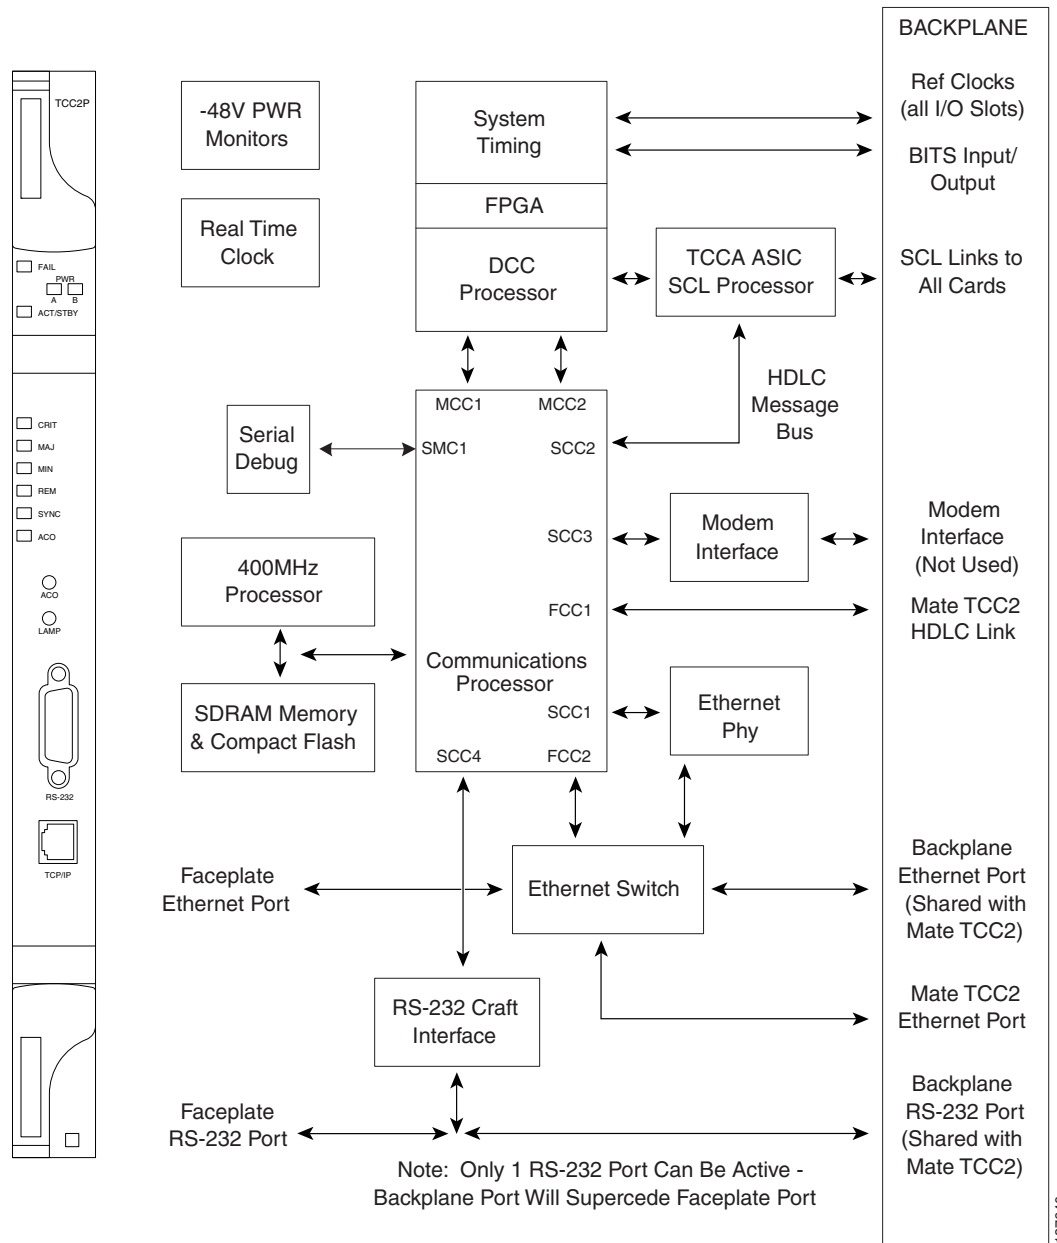 BACKPLANE
TCC2P
FAIL
PWR
A B
ACT/STBY
CRIT
MAJ
MIN
REM
SYNC
ACO
ACO
LAMP
RS-232
TCP/IP
-48V PWR
Monitors
Real Time
Clock
System
Timing
FPGA
DCC
Processor
TCCA ASIC
SCL Processor
Ref Clocks
(all I/O Slots)
BITS Input/
Output
SCL Links to
All Cards
HDLC
Message
Bus
MCC1
MCC2
SMC1
SCC2
Serial
Debug
SCC3
Modem
Interface
Modem
Interface
(Not Used)
400MHz
Processor
FCC1
Mate TCC2
HDLC Link
Communications
Processor
SDRAM Memory
& Compact Flash
SCC1
Ethernet
Phy
SCC4
FCC2
Faceplate
Ethernet Port
Ethernet Switch
Backplane
Ethernet Port
(Shared with
Mate TCC2)
RS-232 Craft
Interface
Mate TCC2
Ethernet Port
Faceplate
RS-232 Port
Backplane
RS-232 Port
(Shared with
Mate TCC2)
Note: Only 1 RS-232 Port Can Be Active -
Backplane Port Will Supercede Faceplate Port